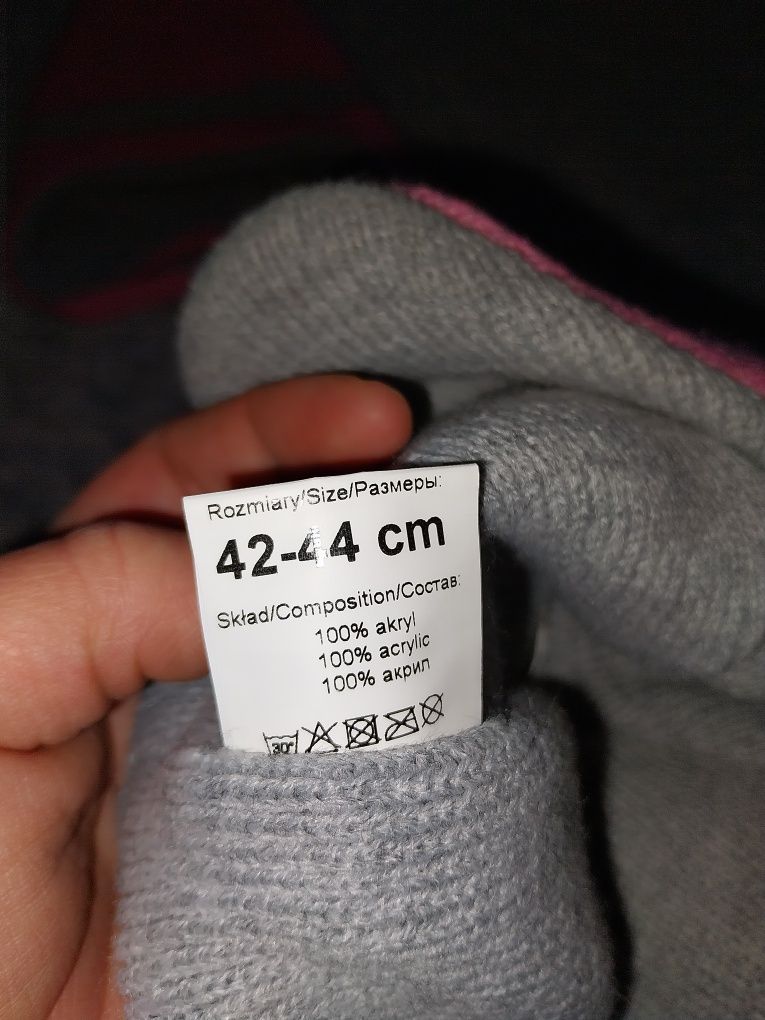 Rozmiary/Size/Размеры:
42-44 cm
Skład/Composition/Состав:
100% akryl
100% acrylic
100% акрил
30°